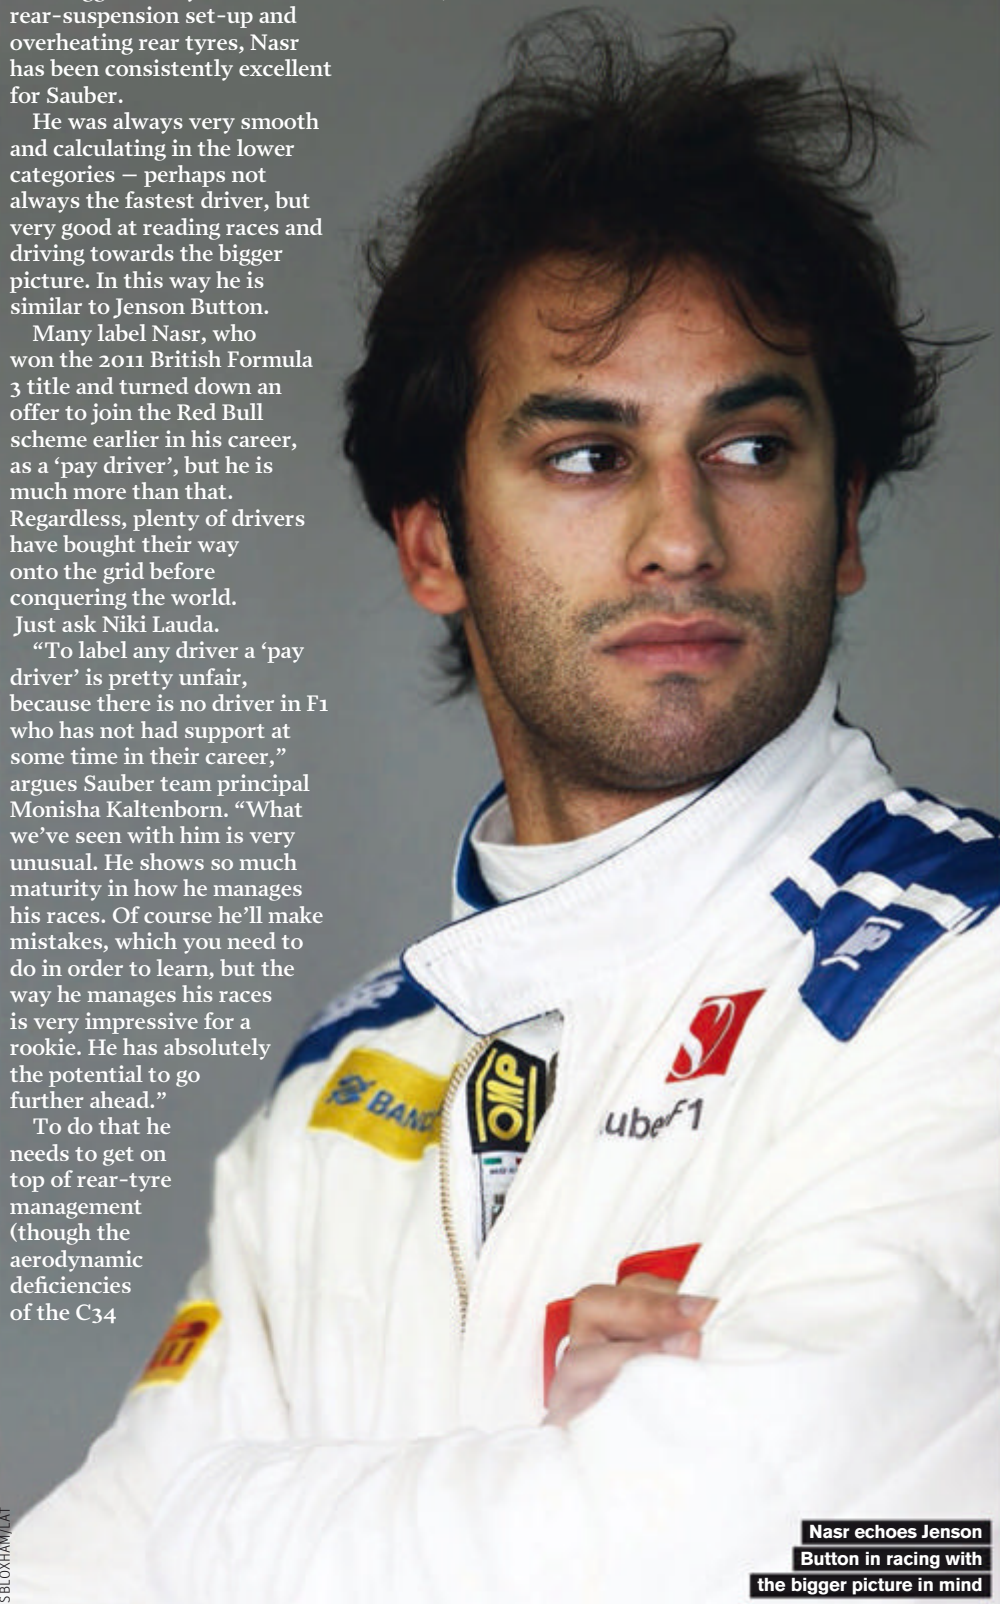 rear-suspension set-up and
overheating rear tyres, Nasr
has been consistently excellent
for Sauber.
He was always very smooth
and calculating in the lower
categories – perhaps not
always the fastest driver, but
very good at reading races and
driving towards the bigger
picture. In this way he is
similar to Jenson Button.
Many label Nasr, who
won the 2011 British Formula
3 title and turned down an
offer to join the Red Bull
scheme earlier in his career,
as a ‘pay driver’, but he is
much more than that.
Regardless, plenty of drivers
have bought their way
onto the grid before
conquering the world.
Just ask Niki Lauda.
“To label any driver a ‘pay
driver’ is pretty unfair,
because there is no driver in F1
who has not had support at
some time in their career,”
argues Sauber team principal
Monisha Kaltenborn. “What
we’ve seen with him is very
unusual. He shows so much
maturity in how he manages
his races. Of course he’ll make
mistakes, which you need to
do in order to learn, but the
way he manages his races
is very impressive for a
rookie. He has absolutely
the potential to go
further ahead.”
To do that he
needs to get on
top of rear-tyre
management
(though the
aerodynamic
deficiencies
of the C34
BANC
OMP
uberF1
SBLOXHAM/LAT
Nasr echoes Jenson
Button in racing with
the bigger picture in mind